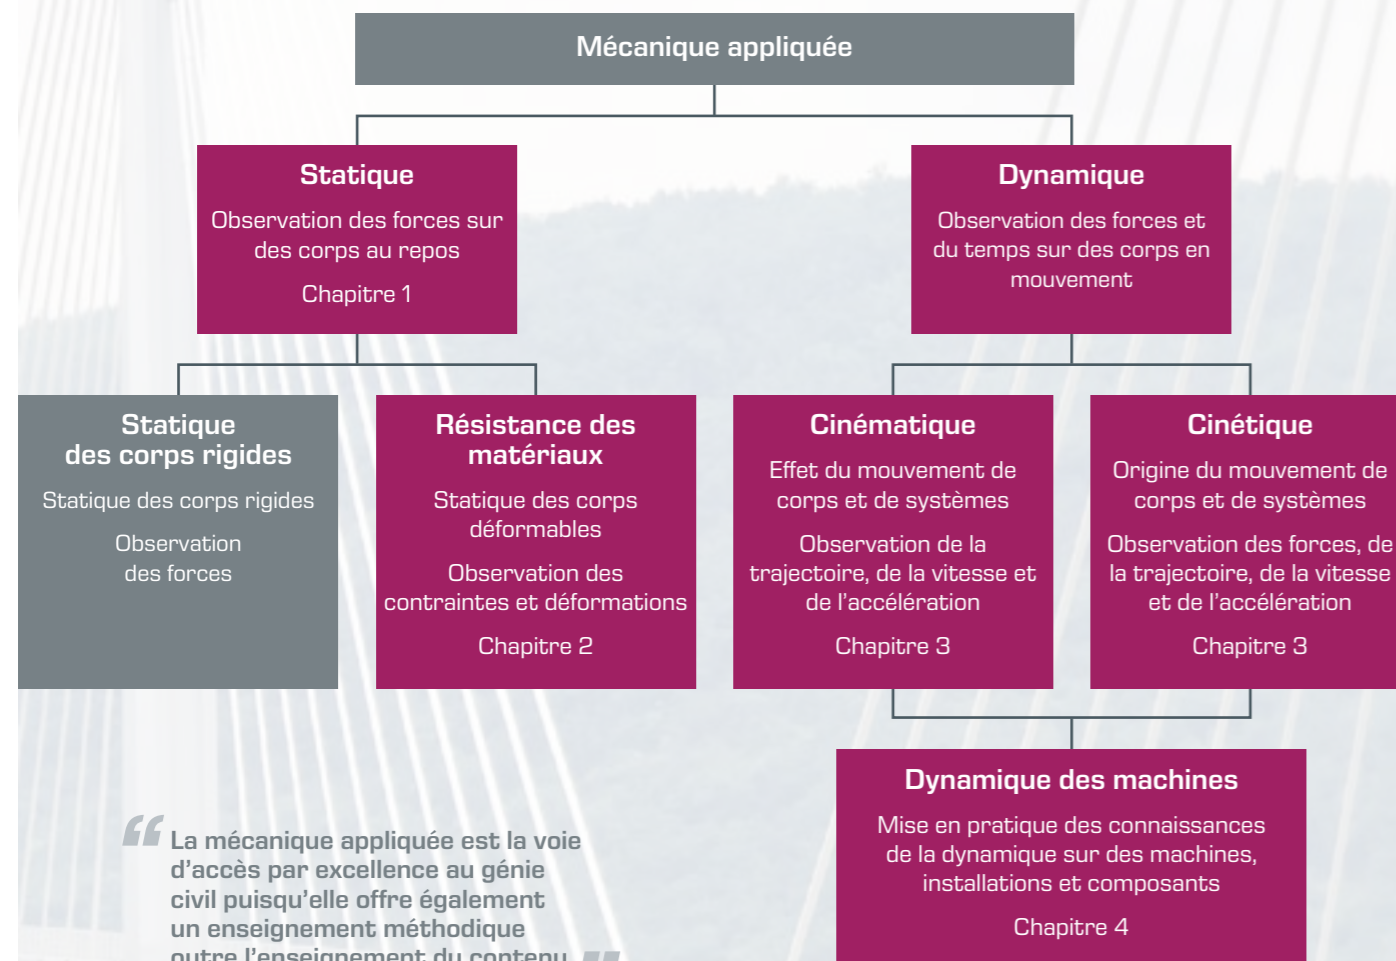 Mécanique appliquée
Statique
Observation des forces sur
des corps au repos
Chapitre 1
Dynamique
Observation des forces et
du temps sur des corps en
mouvement
Statique
des corps rigides
Statique des corps rigides
Observation
des forces
Résistance des
matériaux
Statique des corps
déformables
Observation des
contraintes et déformations
Chapitre 2
Cinématique
Effet du mouvement de
corps et de systèmes
Observation de la
trajectoire, de la vitesse et
de l'accélération
Chapitre 3
Cinétique
Origine du mouvement de
corps et de systèmes
Observation des forces, de
la trajectoire, de la vitesse
et de l'accélération
Chapitre 3
Dynamique des machines
Mise en pratique des connaissances
de la dynamique sur des machines,
installations et composants
Chapitre 4
“ La mécanique appliquée est la voie
d'accès par excellence au génie
civil puisqu'elle offre également
un enseignement méthodique
outre l'enseignement du contenu ”